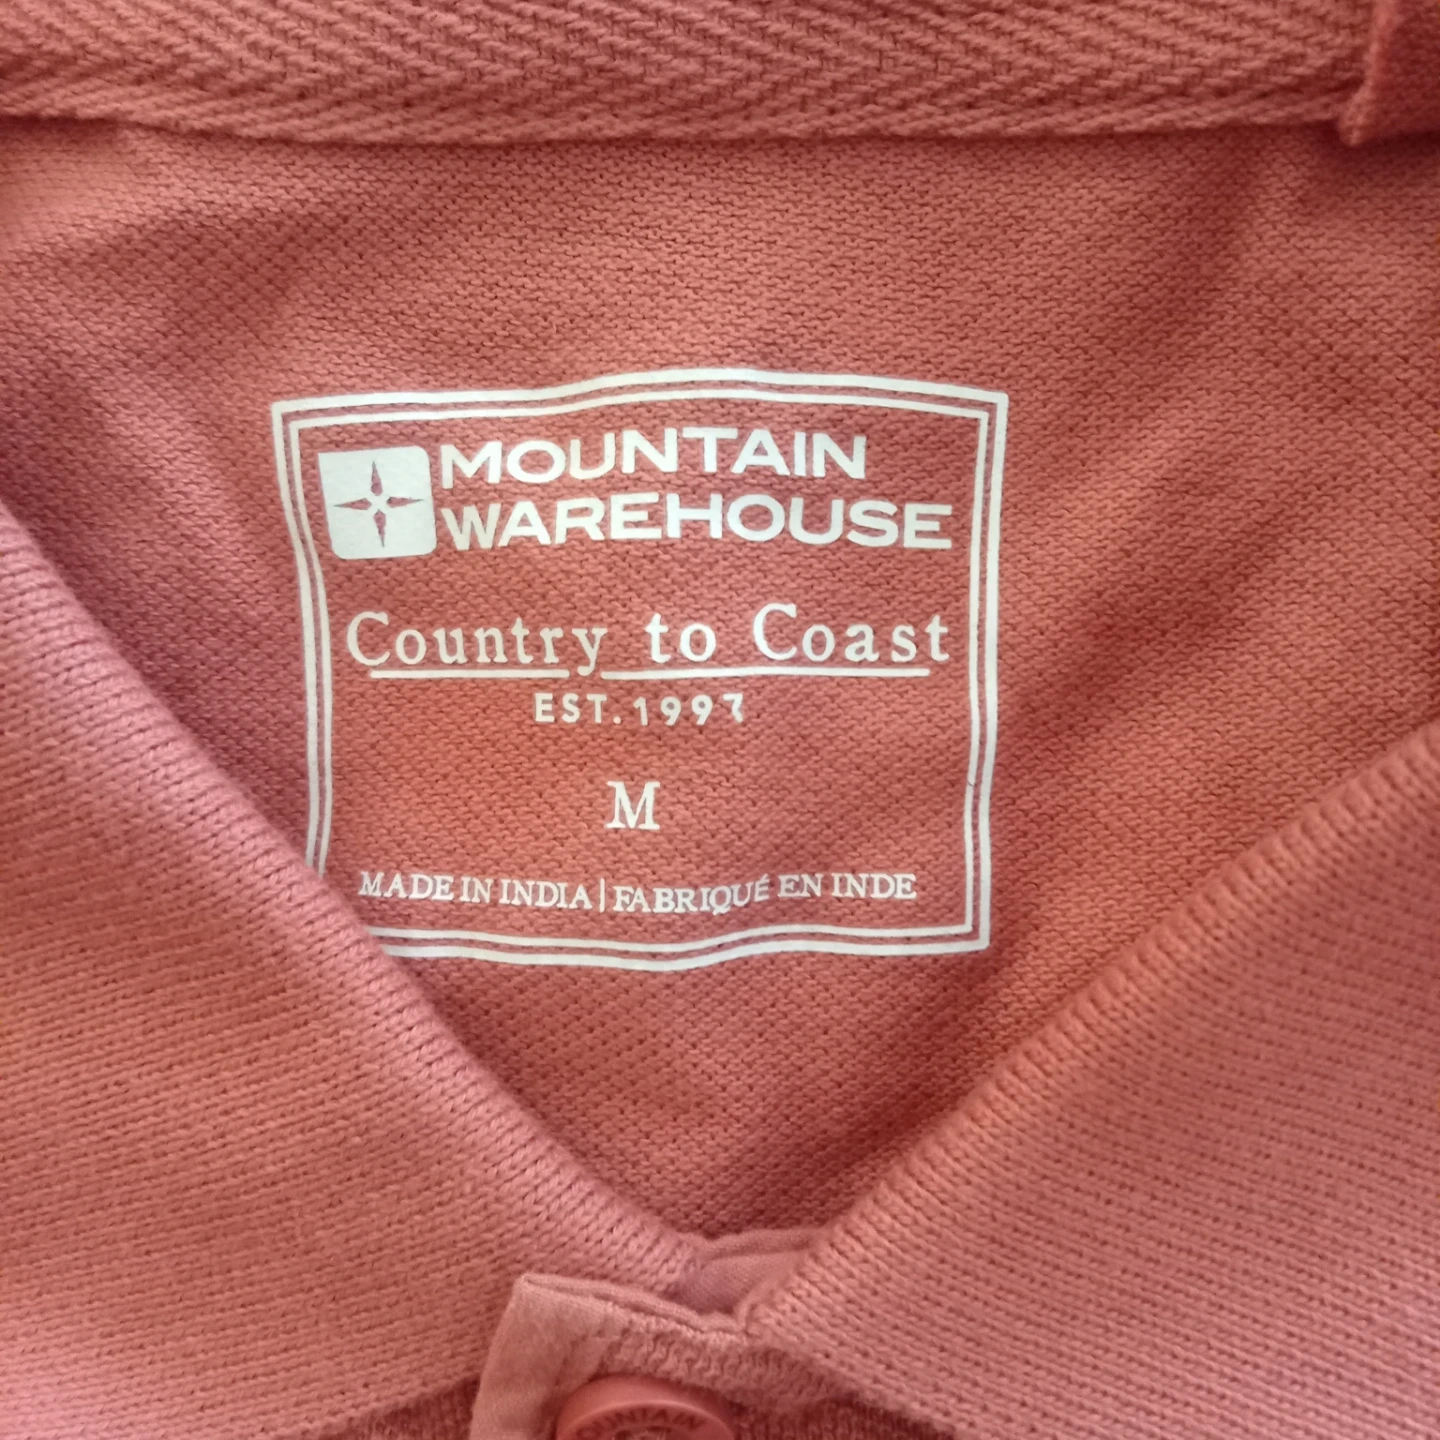 MOUNTAIN
WAREHOUSE
Country to Coast
EST. 1997
M
MADE IN INDIA | FABRIQUÉ EN INDE